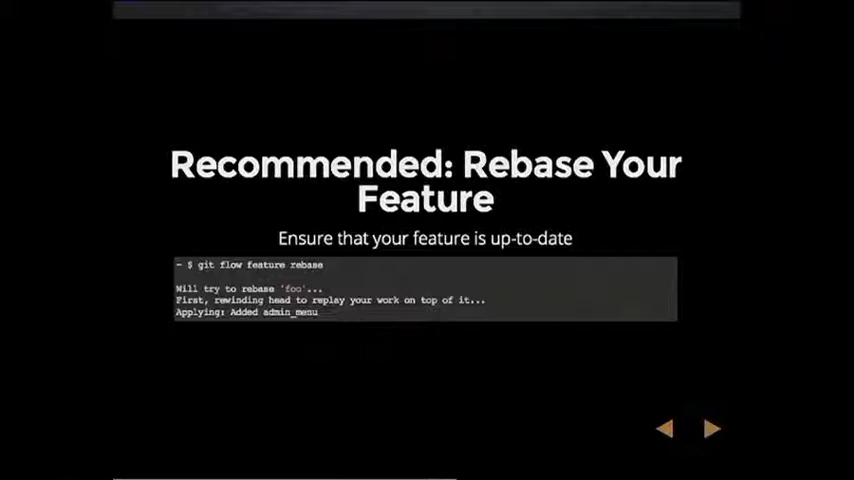 Recommended: Rebase Your
Feature
Ensure that your feature is up-to-date
~ $ git flow feature rebase
Will try to rebase 'foo'...
First, rewinding head to replay your work on top of it...
Applying: Added admin_menu